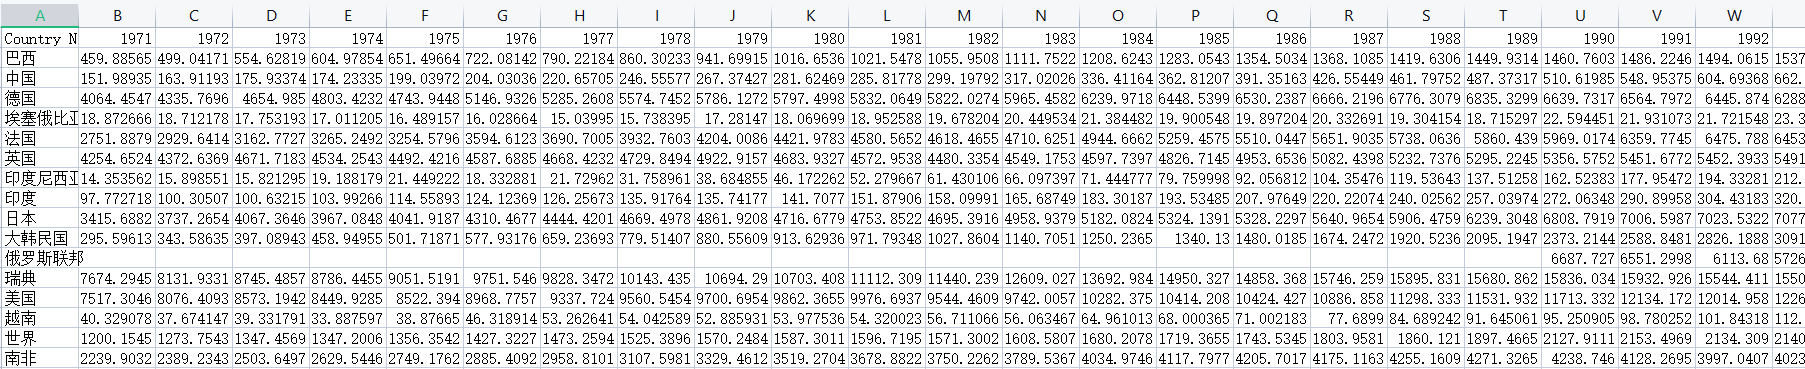 A B C D E F G H I J K L M N O P Q R S T U V W
Country N 1971 1972 1973 1974 1975 1976 1977 1978 1979 1980 1981 1982 1983 1984 1985 1986 1987 1988 1989 1990 1991 1992
巴西 459.88565 499.04171 554.62819 604.97854 651.49664 722.08142 790.22184 860.30233 941.69915 1016.6536 1021.5478 1055.9508 1111.7522 1208.6243 1283.0543 1354.5034 1368.1085 1419.6306 1449.9314 1460.7603 1486.2246 1494.0615 1537
中国 151.98935 163.91193 175.93374 174.23335 199.03972 204.03036 220.65705 246.55577 267.37427 281.62469 285.81778 299.19792 317.02026 336.41164 362.81207 391.35163 426.55449 461.79752 487.37317 510.61985 548.95375 604.69368 662.
德国 4064.4547 4335.7696 4654.985 4803.4232 4743.9448 5146.9326 5285.2608 5574.7452 5786.1272 5797.4998 5832.0649 5822.0274 5965.4582 6239.9718 6448.5399 6530.2387 6666.2196 6776.3079 6835.3299 6639.7317 6564.7972 6445.874 6288
埃塞俄比亚 18.872666 18.712178 17.753193 17.011205 16.489157 16.028664 15.03995 15.738395 17.28147 18.069699 18.952588 19.678204 20.449534 21.384482 19.900548 19.897204 20.332691 19.304154 18.715297 22.594451 21.931073 21.721548 23.3
法国 2751.8879 2929.6414 3162.7727 3265.2492 3254.5796 3594.6123 3690.7005 3932.7603 4204.0086 4421.9783 4580.5652 4618.4655 4710.6251 4944.6662 5259.4575 5510.0447 5651.9035 5738.0636 5860.439 5969.0174 6359.7745 6475.788 6453
英国 4254.6524 4372.6369 4671.7183 4534.2543 4492.4216 4587.6885 4668.4232 4729.8494 4922.9157 4683.9327 4572.9538 4480.3354 4549.1753 4597.7397 4826.7145 4953.6536 5082.4398 5232.7376 5295.2245 5356.5752 5451.6772 5452.3933 5491
印度尼西亚 14.353562 15.898551 15.821295 19.188179 21.449222 18.332881 21.72962 31.758961 38.684855 46.172262 52.279667 61.430106 66.097397 71.444777 79.759998 92.056812 104.35476 119.53643 137.51258 162.52383 177.95472 194.33281 212.
印度 97.772718 100.30507 100.63215 103.99266 114.55893 124.12369 126.25673 135.91764 135.74177 141.7077 151.87906 158.09991 165.68749 183.30187 193.53485 207.97649 220.22074 240.02562 257.03974 272.06348 290.89958 304.43183 320.
日本 3415.6882 3737.2654 4067.3646 3967.0848 4041.9187 4310.4677 4444.4201 4669.4978 4861.9208 4716.6779 4753.8522 4695.3916 4958.9379 5182.0824 5324.1391 5328.2297 5640.9654 5906.4759 6239.3048 6808.7919 7006.5987 7023.5322 7077
大韩民国 295.59613 343.58635 397.08943 458.94955 501.71871 577.93176 659.23693 779.51407 880.55609 913.62936 971.79348 1027.8604 1140.7051 1250.2365 1340.13 1480.0185 1674.2472 1920.5236 2095.1947 2373.2144 2588.8481 2826.1888 3091
俄罗斯联邦 6687.727 6551.2998 6113.68 5726
瑞典 7674.2945 8131.9331 8745.4857 8786.4455 9051.5191 9751.546 9828.3472 10143.435 10694.29 10703.408 11112.309 11440.239 12609.027 13692.984 14950.327 14858.368 15746.259 15895.831 15680.862 15836.034 15932.926 15544.411 1550
美国 7517.3046 8076.4093 8573.1942 8449.9285 8522.394 8968.7757 9337.724 9560.5454 9700.6954 9862.3655 9976.6937 9544.4609 9742.0057 10282.375 10414.208 10424.427 10886.858 11298.333 11531.932 11713.332 12134.172 12014.958 1226
越南 40.329078 37.674147 39.331791 33.887597 38.87665 46.318914 53.262641 54.042589 52.885931 53.977536 54.320023 56.711066 56.063467 64.961013 68.000365 71.002183 77.6899 84.689242 91.645061 95.250905 98.780252 101.84318 112.
世界 1200.1545 1273.7543 1347.4569 1347.2006 1356.3542 1427.3227 1473.2594 1525.3896 1570.2484 1587.3011 1596.7195 1571.3002 1608.5807 1680.2078 1719.3655 1743.5345 1803.9581 1860.121 1897.4665 2127.9111 2153.4969 2134.309 2140
南非 2239.9032 2389.2343 2503.6497 2629.5446 2749.1762 2885.4092 2958.8101 3107.5981 3329.4612 3519.2704 3678.8822 3750.2262 3789.5367 4034.9746 4117.7977 4205.7017 4175.1163 4255.1609 4271.3265 4238.746 4128.2695 3997.0407 4023